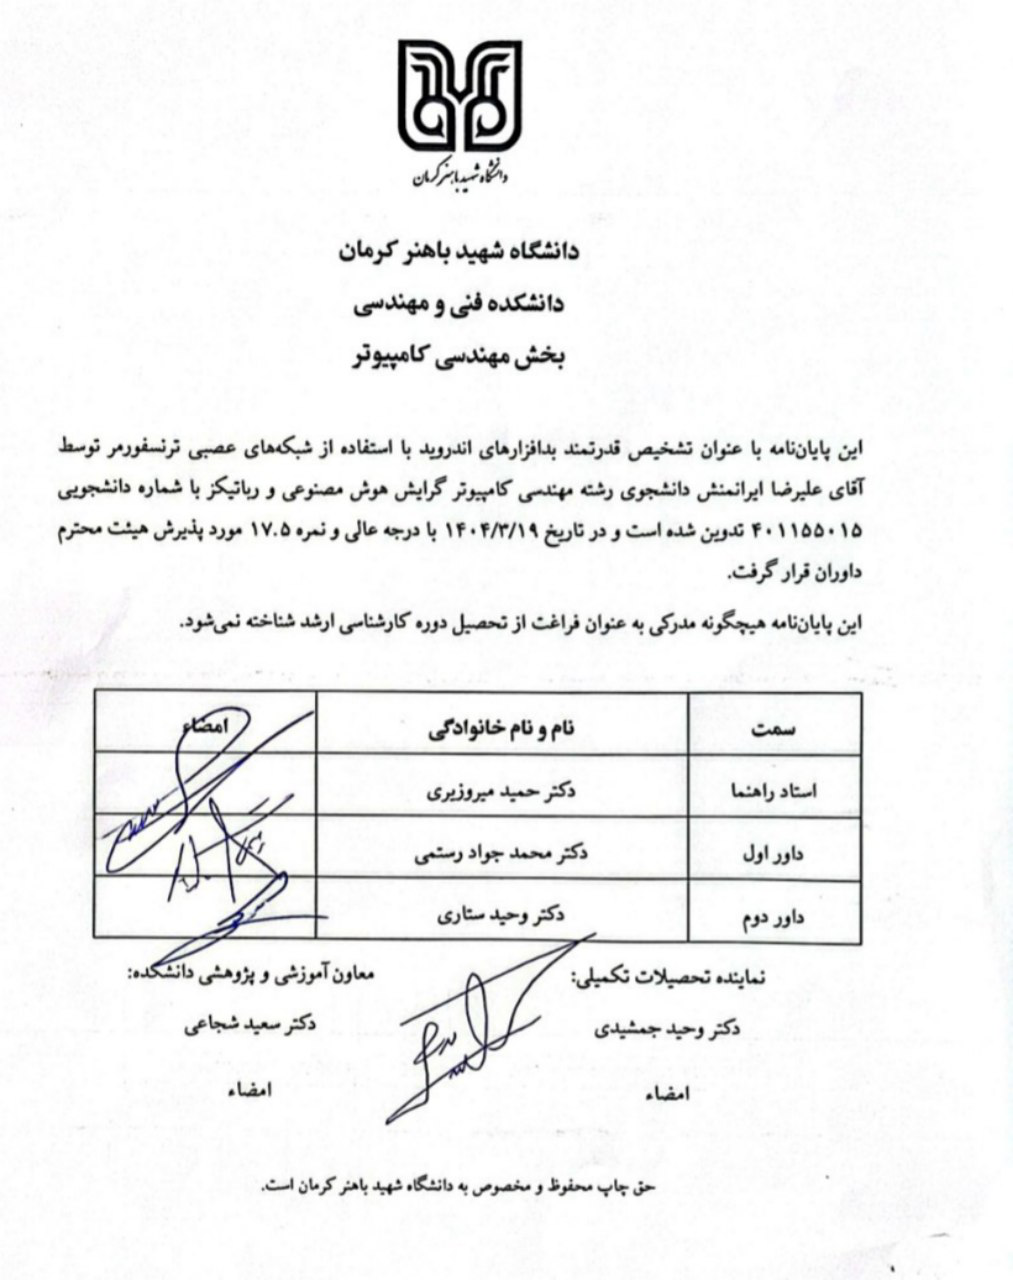 دانشگاه شهید باهنر کرمان
دانشگاه شهید باهنر کرمان
دانشکده فنی و مهندسی
بخش مهندسی کامپیوتر
این پایان‌نامه با عنوان تشخیص قدرتمند بدافزارهای اندروید با استفاده از شبکه‌های عصبی ترنسفورمر توسط
آقای علیرضا ایرانمنش دانشجوی رشته مهندسی کامپیوتر گرایش هوش مصنوعی و رباتیکز با شماره دانشجویی
۴۰۱۱۵۵۰۱۵ تدوین شده است و در تاریخ ۱۴۰۴/۳/۱۹ با درجه عالی و نمره ۱۷.۵ مورد پذیرش هیئت محترم
داوران قرار گرفت.
این پایان‌نامه هیچگونه مدرکی به عنوان فراغت از تحصیل دوره کارشناسی ارشد شناخته نمی‌شود.
سمت نام و نام خانوادگی امضاء
استاد راهنما دکتر حمید میروزیری
داور اول دکتر محمد جواد رستمی
داور دوم دکتر وحید ستاری
نماینده تحصیلات تکمیلی: معاون آموزشی و پژوهشی دانشکده:
دکتر وحید جمشیدی دکتر سعید شجاعی
امضاء امضاء
حق چاپ محفوظ و مخصوص به دانشگاه شهید باهنر کرمان است.